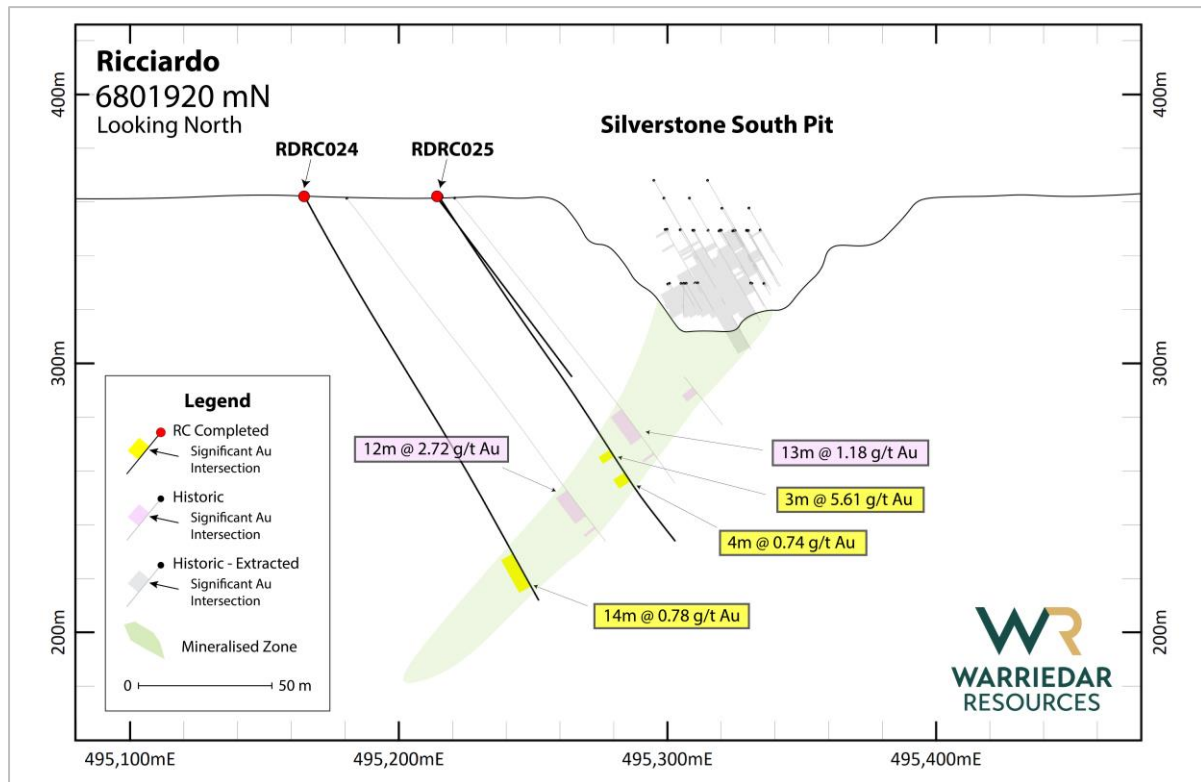 Ricciardo
6801920 mN
Looking North
Silverstone South Pit
RDRC024
RDRC025
400m
300m
200m
400m
300m
200m
12m @ 2.72 g/t Au
13m @ 1.18 g/t Au
3m @ 5.61 g/t Au
4m @ 0.74 g/t Au
14m @ 0.78 g/t Au
Legend
RC Completed
Significant Au
Intersection
Historic
Significant Au
Intersection
Historic - Extracted
Significant Au
Intersection
Mineralised Zone
0
50 m
WR
WARRIEDAR
RESOURCES
495,100mE
495,200mE
495,300mE
495,400mE